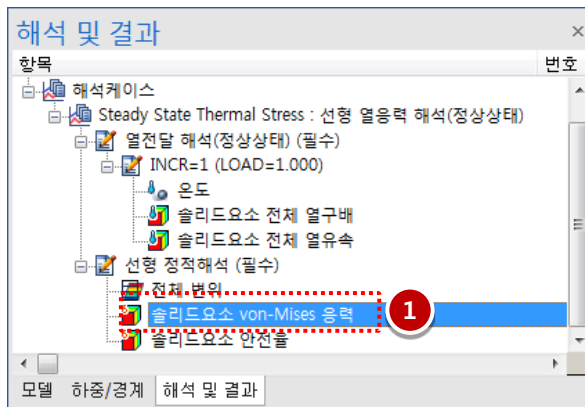 해석 및 결과
항목 번호
해석케이스
Steady State Thermal Stress : 선형 열응력 해석(정상상태)
열전달 해석(정상상태) (필수)
INCR=1 (LOAD=1.000)
온도
솔리드요소 전체 열구배
솔리드요소 전체 열유속
선형 정적해석 (필수)
전체 변위
솔리드요소 von-Mises 응력 1
솔리드요소 안전율
모델 하중/경계 해석 및 결과